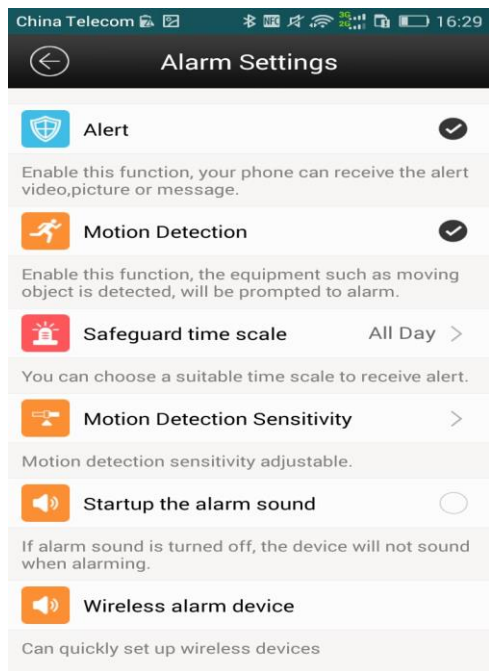 China Telecom 3G 2G 16:29
Alarm Settings
Alert
Enable this function, your phone can receive the alert
video,picture or message.
Motion Detection
Enable this function, the equipment such as moving
object is detected, will be prompted to alarm.
Safeguard time scale All Day
You can choose a suitable time scale to receive alert.
Motion Detection Sensitivity
Motion detection sensitivity adjustable.
Startup the alarm sound
If alarm sound is turned off, the device will not sound
when alarming.
Wireless alarm device
Can quickly set up wireless devices